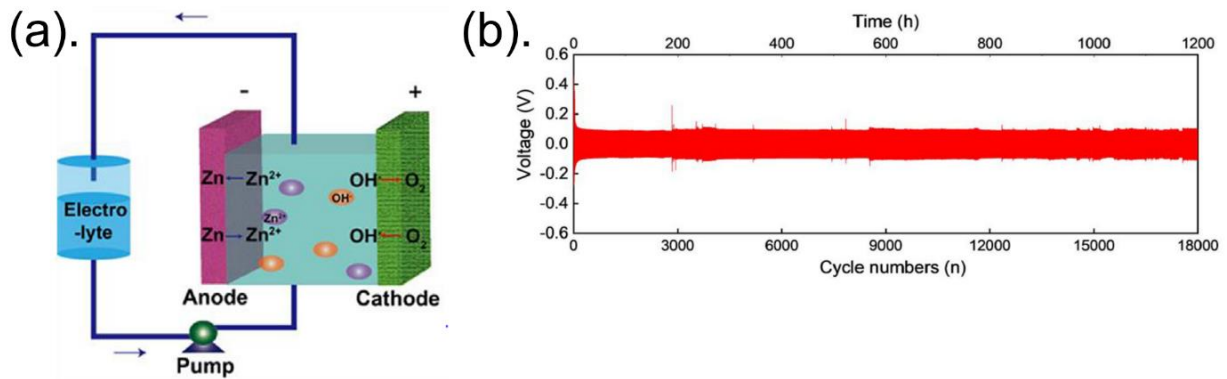 (a).
- +
Zn Zn2+ OH- O2
OH-
Zn2+
Zn Zn2+ OH- O2
Electro
-lyte
Anode
Cathode
Pump
(b).
Time (h)
0 200 400 600 800 1000 1200
Voltage (V)
0.6
0.4
0.2
0.0
-0.2
-0.4
-0.6
0 3000 6000 9000 12000 15000 18000
Cycle numbers (n)